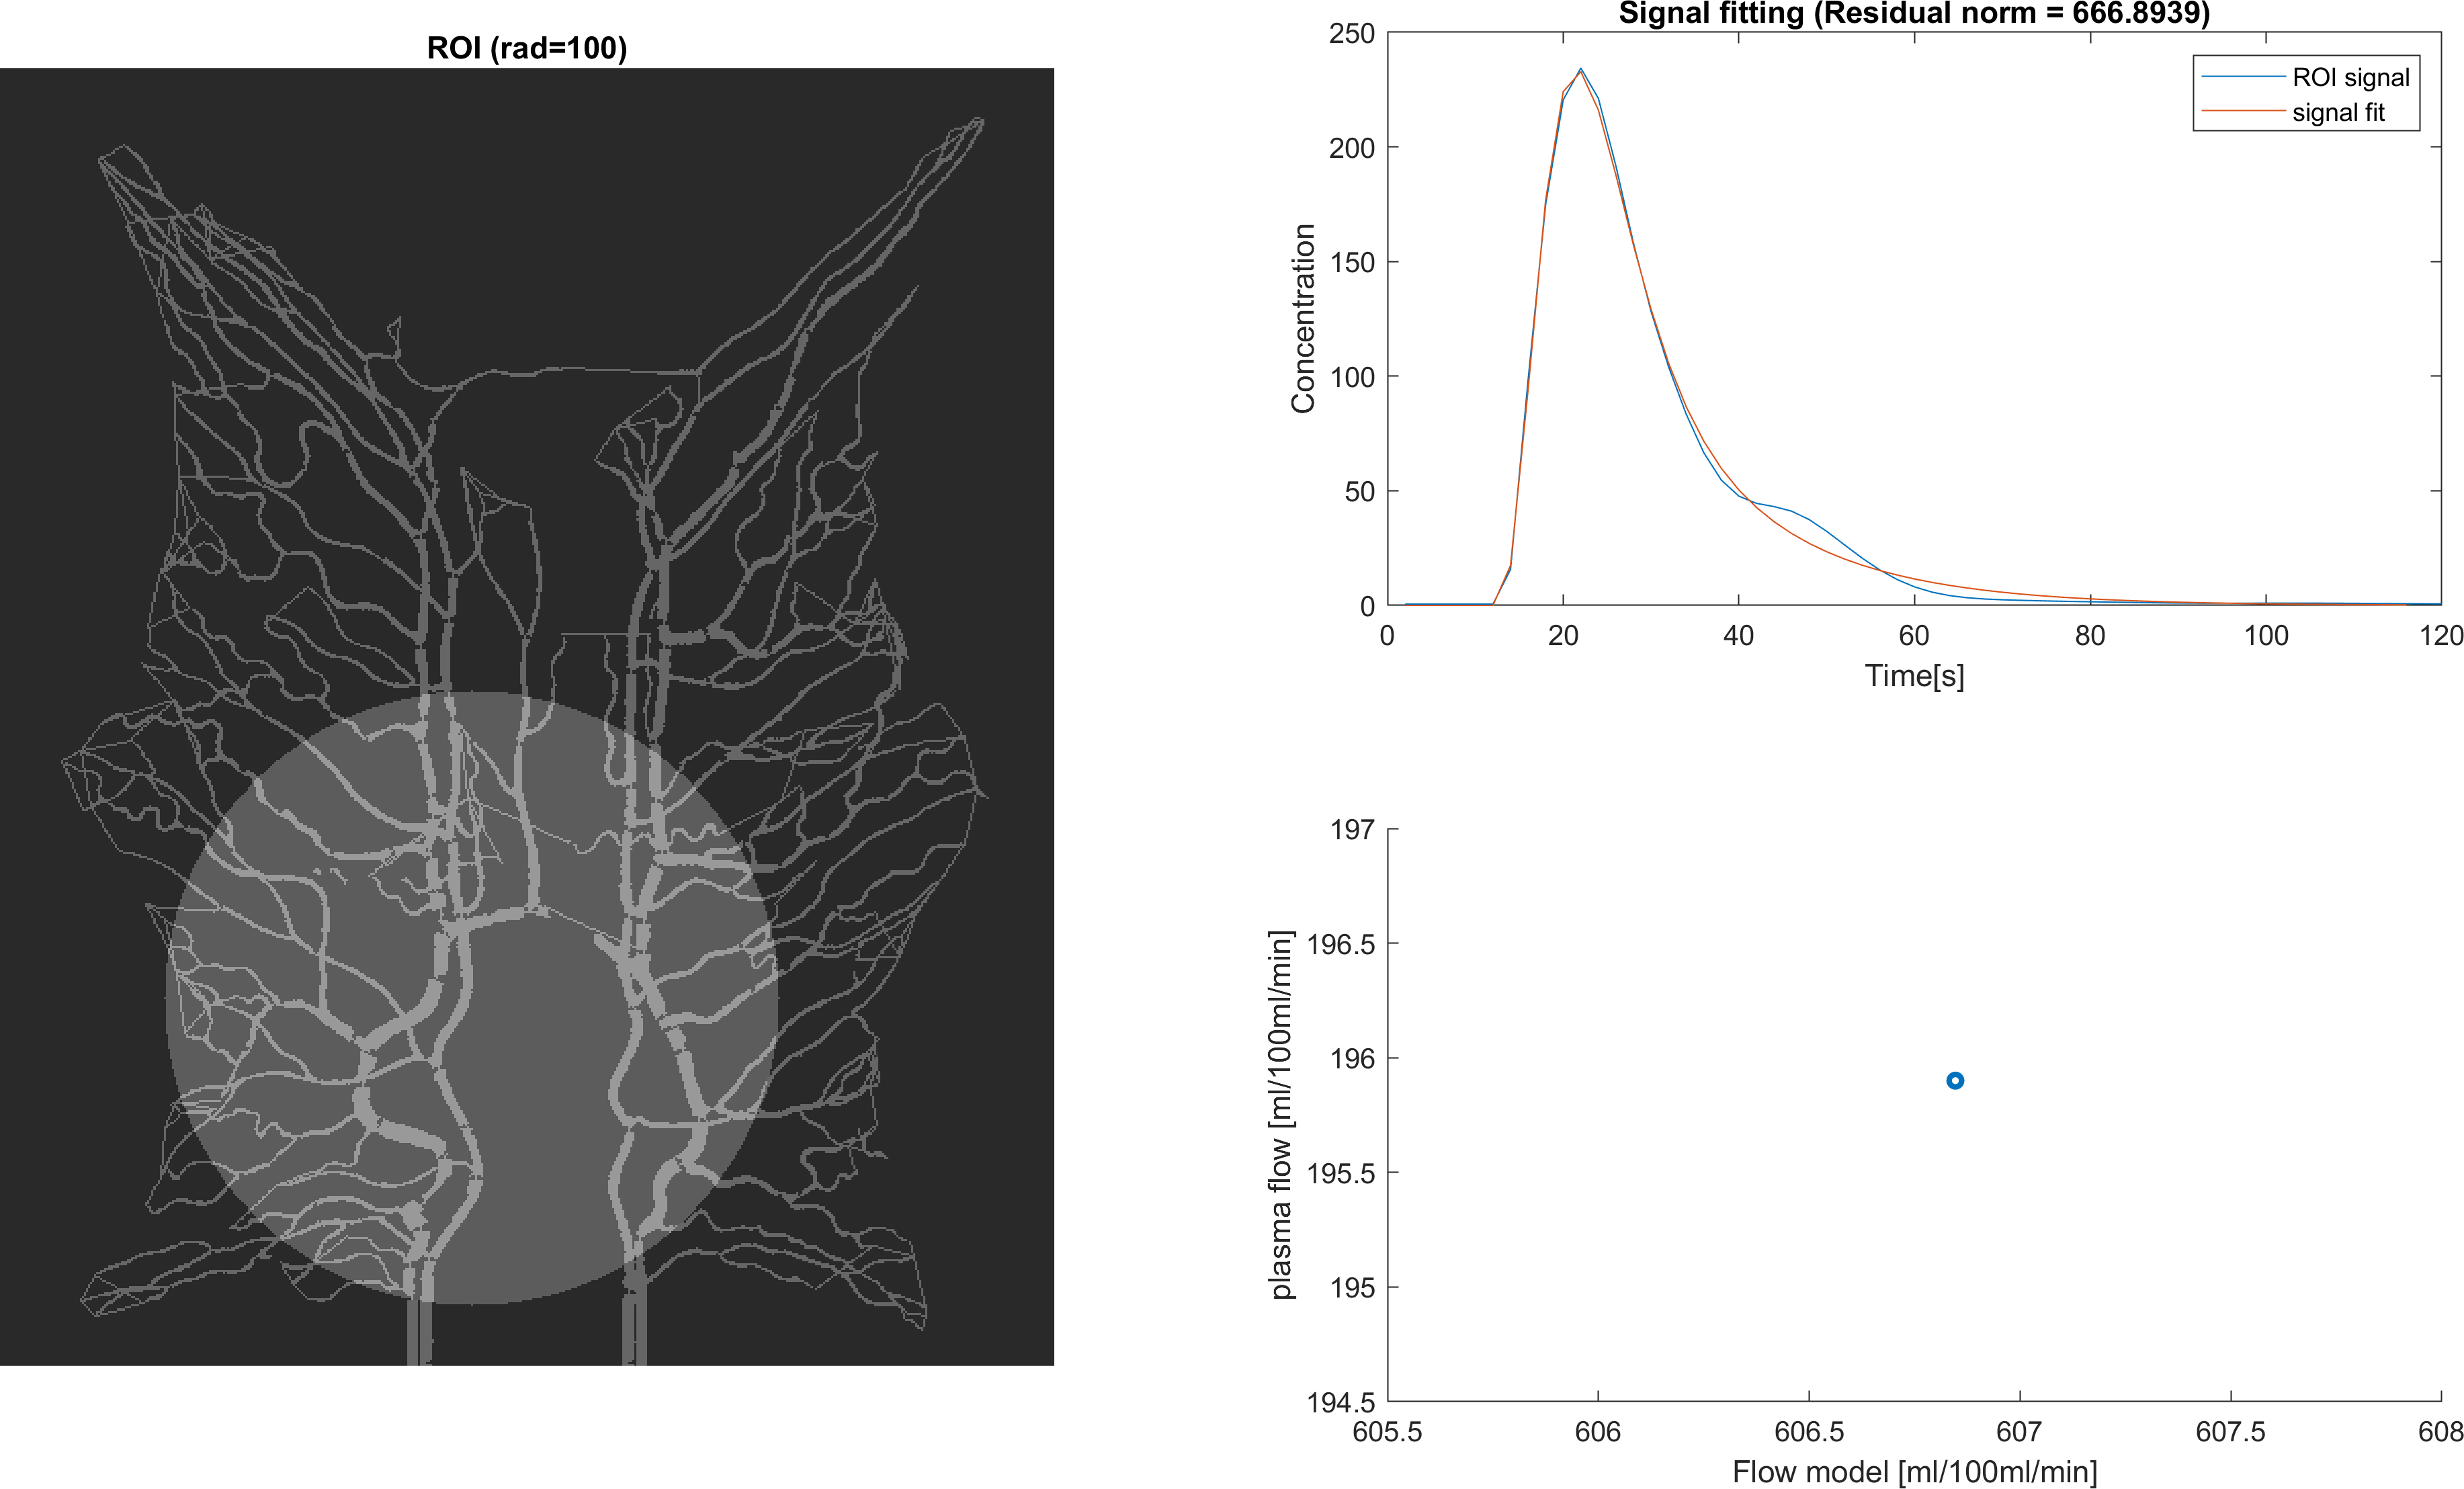 ROI (rad=100)
Signal fitting (Residual norm = 666.8939)
250
200
150
100
50
0
Concentration
ROI signal
signal fit
0 20 40 60 80 100 120
Time[s]
197
196.5
196
195.5
195
194.5
plasma flow [ml/100ml/min]
605.5 606 606.5 607 607.5 608
Flow model [ml/100ml/min]